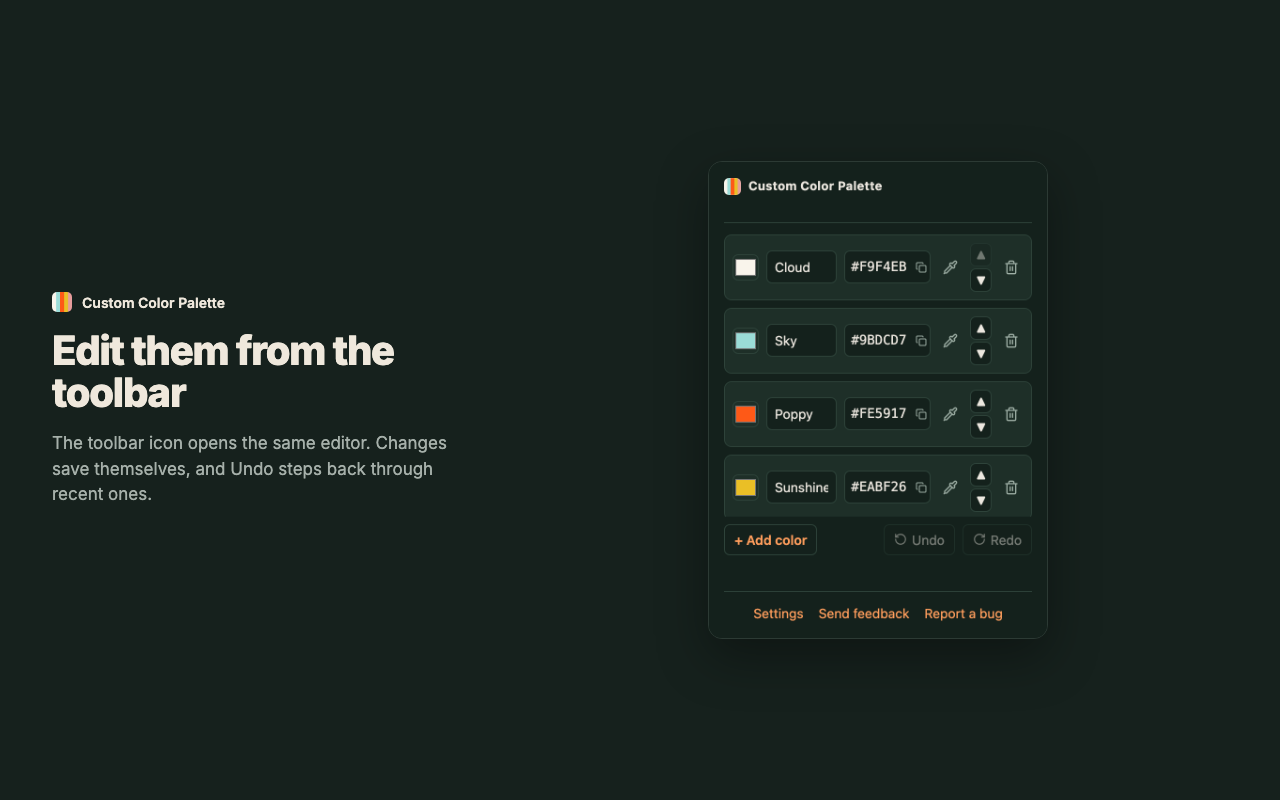 Custom Color Palette
Edit them from the
toolbar
The toolbar icon opens the same editor. Changes
save themselves, and Undo steps back through
recent ones.
Custom Color Palette
Cloud #F9F4EB
Sky #9BDCD7
Poppy #FE5917
Sunshine #EABF26
+ Add color Undo Redo
Settings Send feedback Report a bug